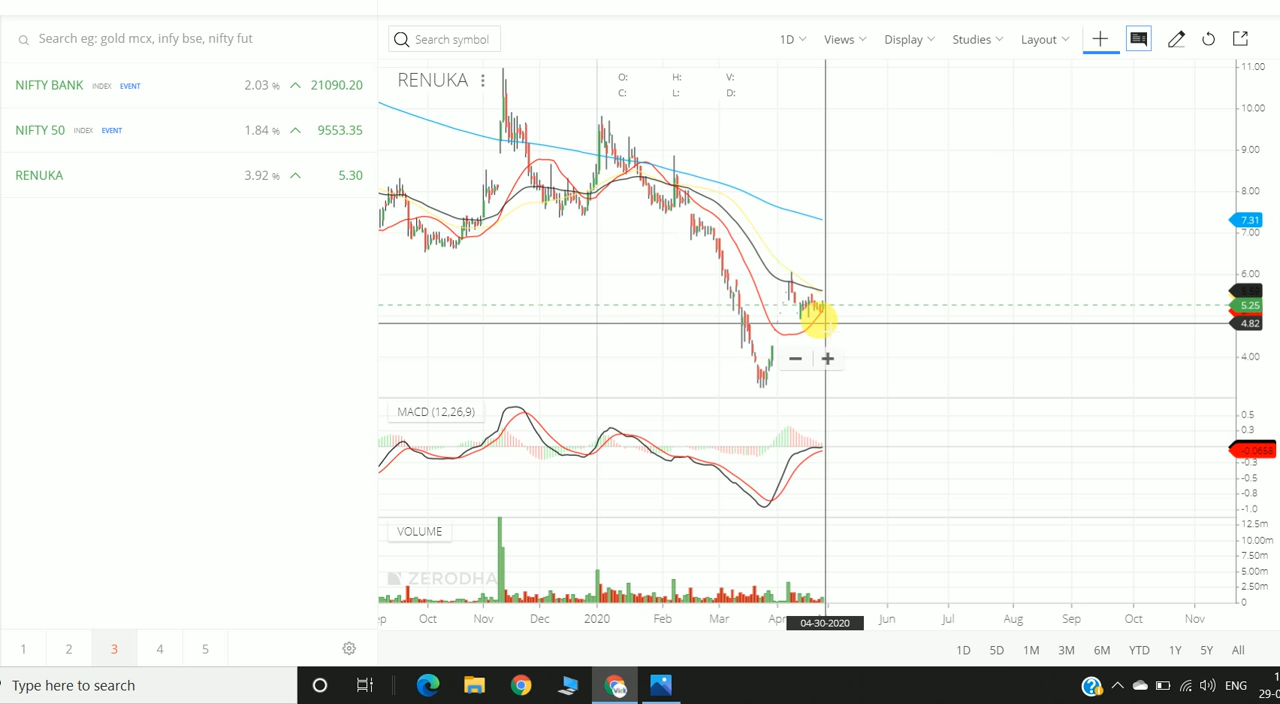 Search eg: gold mcx, infy bse, nifty fut
NIFTY BANK INDEX EVENT 2.03 % 21090.20
NIFTY 50 INDEX EVENT 1.84 % 9553.35
RENUKA 3.92 % 5.30
1 2 3 4 5
Search symbol
1D Views Display Studies Layout
RENUKA
O: H: V:
C: L: D:
11.00
10.00
9.00
8.00
7.31
7.00
6.00
5.25
4.82
4.00
MACD (12,26,9)
0.5
0.3
-0.0658
-0.3
-0.5
-0.8
-1.0
VOLUME
12.5m
10.00m
7.50m
5.00m
2.50m
0
ZERODHA
Oct Nov Dec 2020 Feb Mar 04-30-2020 Jun Jul Aug Sep Oct Nov
1D 5D 1M 3M 6M YTD 1Y 5Y All
Type here to search
ENG